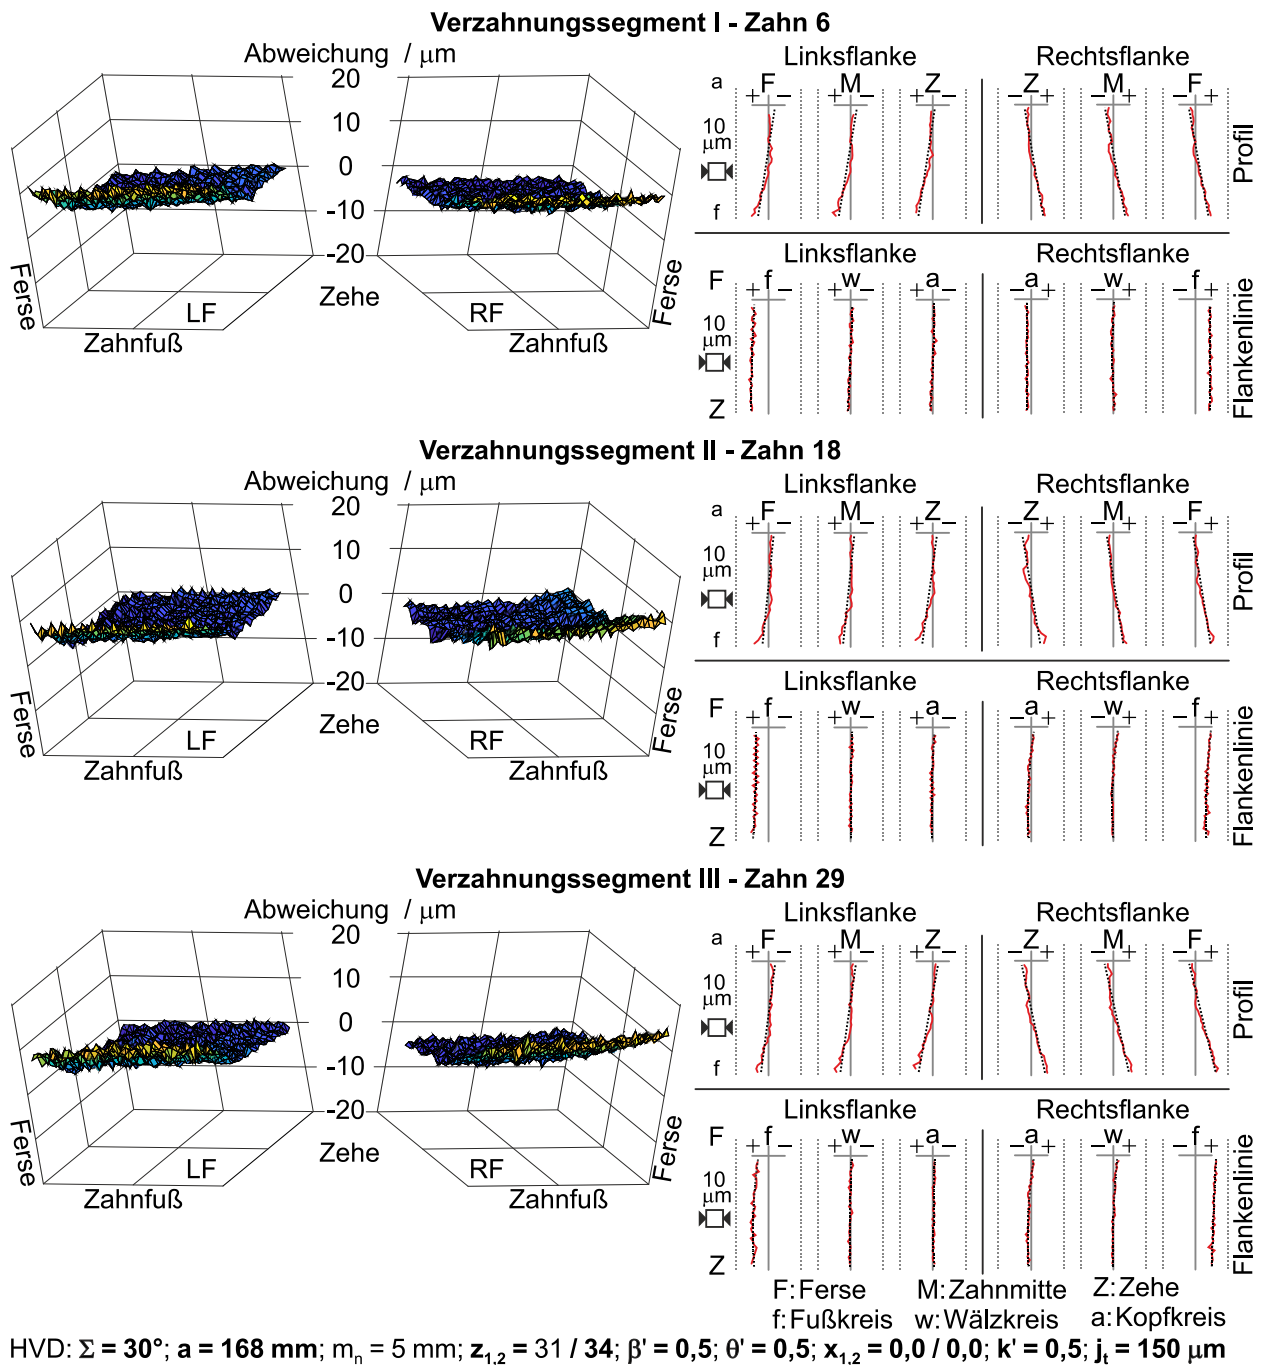 Verzahnungssegment I - Zahn 6
Abweichung / μm
20
10
0
-10
-20
Ferse
LF
Zahnfuß
Zehe
RF
Zahnfuß
Ferse
Linksflanke Rechtsflanke
a +F− +M− +Z− −Z+ −M+ −F+
10
μm
f
Profil
Linksflanke Rechtsflanke
F +f− +w− +a− −a+ −w+ −f+
10
μm
Z
Flankenlinie
Verzahnungssegment II - Zahn 18
Abweichung / μm
20
10
0
-10
-20
Ferse
LF
Zahnfuß
Zehe
RF
Zahnfuß
Ferse
Linksflanke Rechtsflanke
a +F− +M− +Z− −Z+ −M+ −F+
10
μm
f
Profil
Linksflanke Rechtsflanke
F +f− +w− +a− −a+ −w+ −f+
10
μm
Z
Flankenlinie
Verzahnungssegment III - Zahn 29
Abweichung / μm
20
10
0
-10
-20
Ferse
LF
Zahnfuß
Zehe
RF
Zahnfuß
Ferse
Linksflanke Rechtsflanke
a +F− +M− +Z− −Z+ −M+ −F+
10
μm
f
Profil
Linksflanke Rechtsflanke
F +f− +w− +a− −a+ −w+ −f+
10
μm
Z
Flankenlinie
F:Ferse M:Zahnmitte Z:Zehe
f:Fußkreis w:Wälzkreis a:Kopfkreis
HVD: Σ = 30°; a = 168 mm; mn = 5 mm; z1,2 = 31 / 34; β' = 0,5; θ' = 0,5; x1,2 = 0,0 / 0,0; k' = 0,5; jt = 150 μm